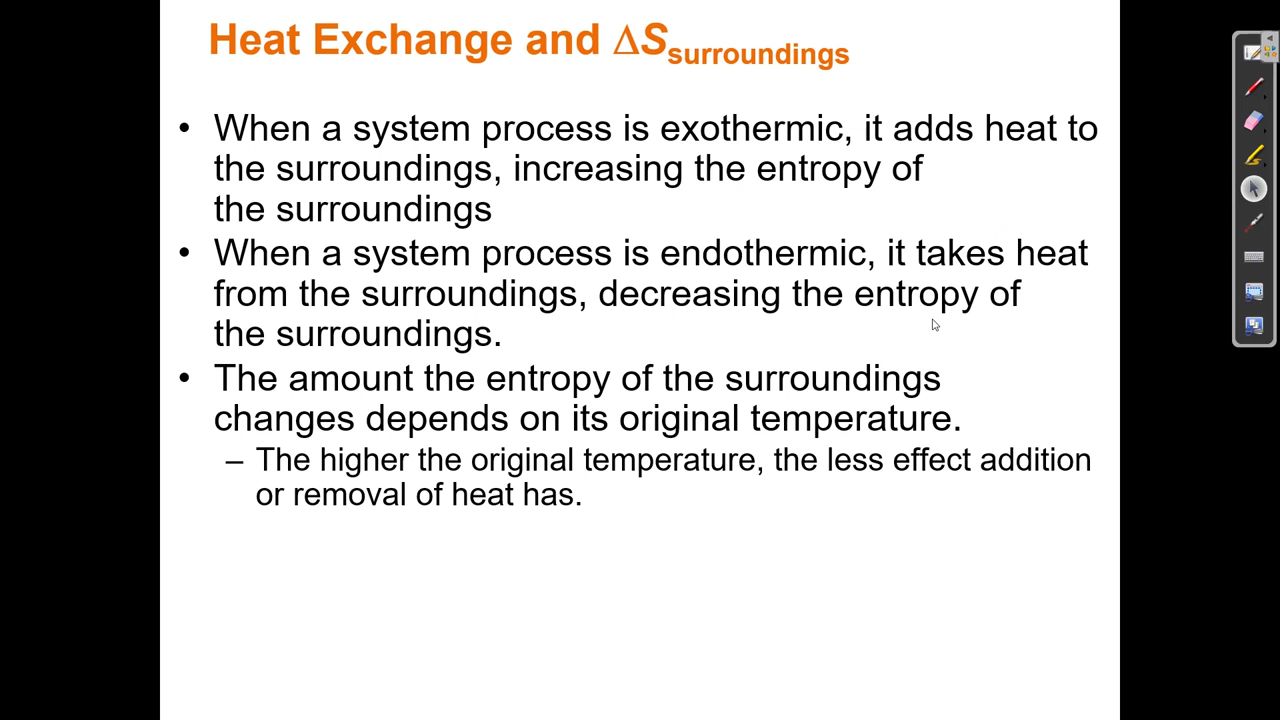 Heat Exchange and ΔSsurroundings
• When a system process is exothermic, it adds heat to
the surroundings, increasing the entropy of
the surroundings
• When a system process is endothermic, it takes heat
from the surroundings, decreasing the entropy of
the surroundings.
• The amount the entropy of the surroundings
changes depends on its original temperature.
– The higher the original temperature, the less effect addition
or removal of heat has.